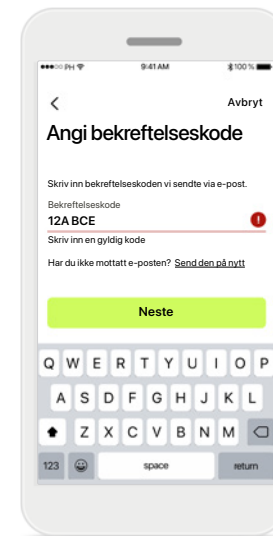 PH 9:41 AM 100 %
Avbryt
Angi bekreftelseskode
Skriv inn bekreftelseskoden vi sendte via e-post.
Bekreftelseskode
12A BCE
Skriv inn en gyldig kode
Har du ikke mottatt e-posten? Send den på nytt
Neste
Q W E R T Y U I O P
A S D F G H J K L
Z X C V B N M
123 space return